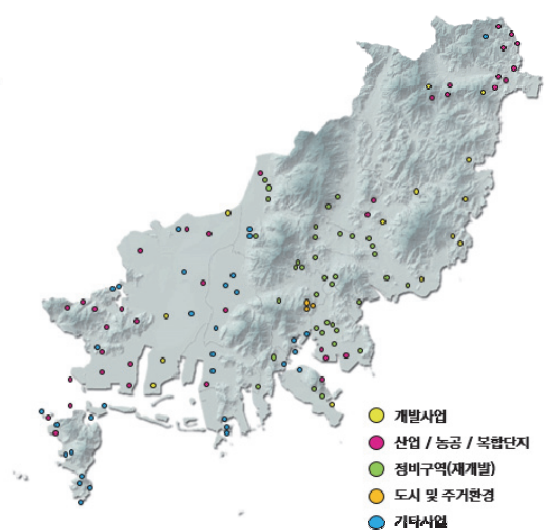 개발사업
산업 / 농공 / 복합단지
정비구역(재개발)
도시 및 주거환경
기타사업